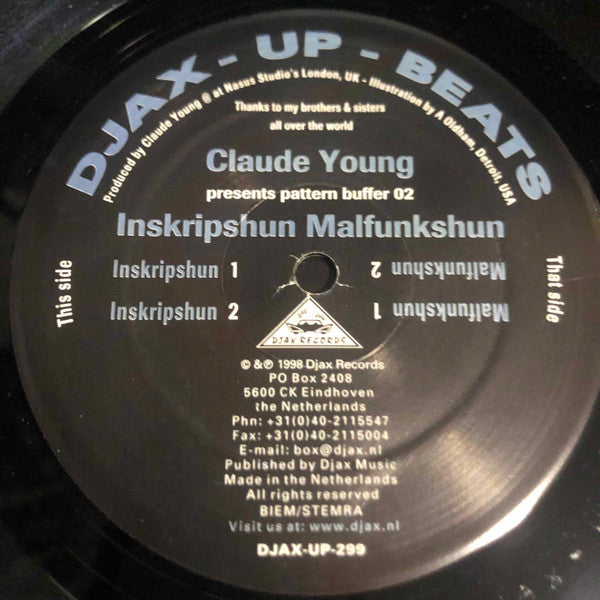 DJAX - UP - BEATS
Produced by Claude Young @ at Nasus Studio's London, UK - Illustration by A Oldham, Detroit, USA
Thanks to my brothers & sisters
all over the world
Claude Young
presents pattern buffer 02
Inskripshun Malfunkshun
This side
Inskripshun 1
Inskripshun 2
That side
Malfunkshun 1
Malfunkshun 2
DJAX RECORDS
© & ℗ 1998 Djax Records
PO Box 2408
5600 CK Eindhoven
the Netherlands
Phn: +31(0)40-2115547
Fax: +31(0)40-2115004
E-mail: box@djax.nl
Published by Djax Music
Made in the Netherlands
All rights reserved
BIEM/STEMRA
Visit us at: www.djax.nl
DJAX-UP-299